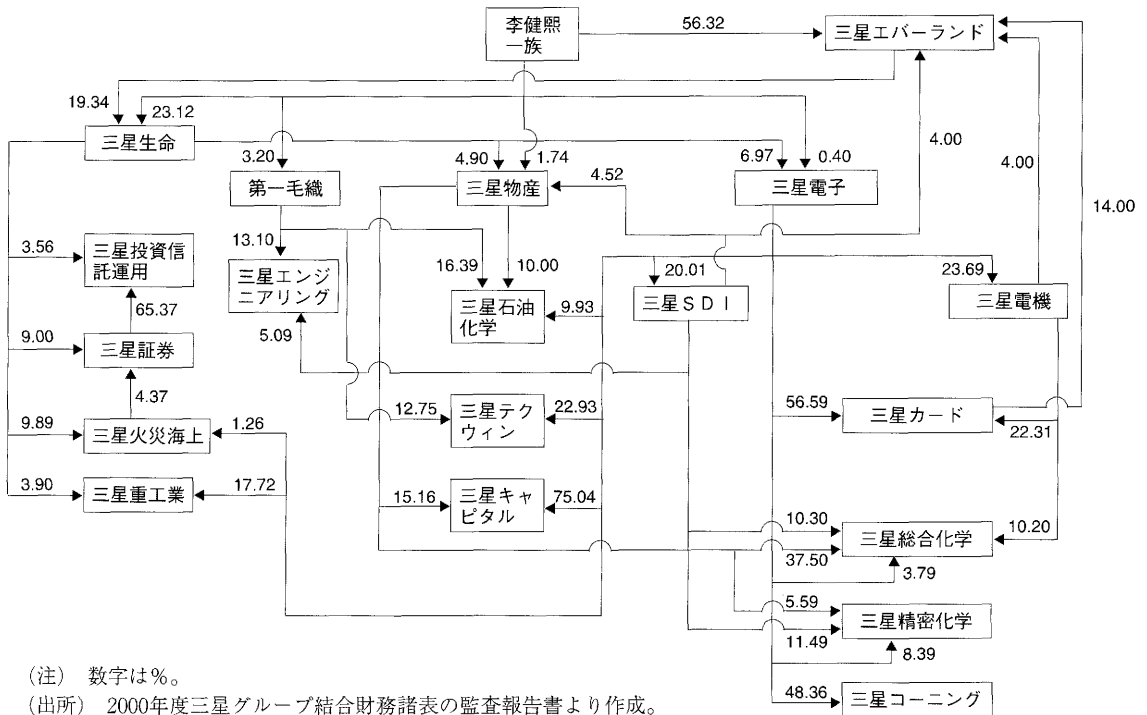 李健煕
一族
56.32
三星エバーランド
19.34
23.12
三星生命
3.20
4.90
1.74
6.97
0.40
4.00
4.00
14.00
第一毛織
三星物産
4.52
三星電子
3.56
三星投資信
託運用
13.10
三星エンジ
ニアリング
16.39
10.00
三星石油
化学
9.93
20.01
三星SDI
23.69
三星電機
65.37
5.09
9.00
三星証券
4.37
9.89
三星火災海上
1.26
12.75
三星テク
ウィン
22.93
56.59
三星カード
22.31
3.90
三星重工業
17.72
15.16
三星キャ
ピタル
75.04
10.30
三星総合化学
10.20
37.50
3.79
5.59
三星精密化学
11.49
8.39
48.36
三星コーニング
(注) 数字は%。
(出所) 2000年度三星グループ結合財務諸表の監査報告書より作成。